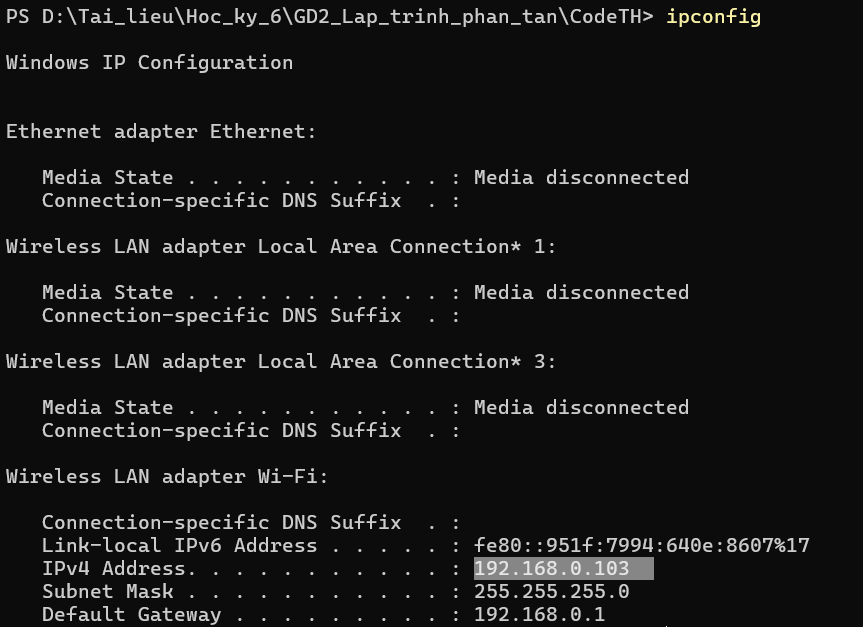 PS D:\Tai_lieu\Hoc_ky_6\GD2_Lap_trinh_phan_tan\CodeTH> ipconfig
Windows IP Configuration
Ethernet adapter Ethernet:
   Media State . . . . . . . . . . . : Media disconnected
   Connection-specific DNS Suffix  . :
Wireless LAN adapter Local Area Connection* 1:
   Media State . . . . . . . . . . . : Media disconnected
   Connection-specific DNS Suffix  . :
Wireless LAN adapter Local Area Connection* 3:
   Media State . . . . . . . . . . . : Media disconnected
   Connection-specific DNS Suffix  . :
Wireless LAN adapter Wi-Fi:
   Connection-specific DNS Suffix  . :
   Link-local IPv6 Address . . . . . : fe80::951f:7994:640e:8607%17
   IPv4 Address. . . . . . . . . . . : 192.168.0.103
   Subnet Mask . . . . . . . . . . . : 255.255.255.0
   Default Gateway . . . . . . . . . : 192.168.0.1